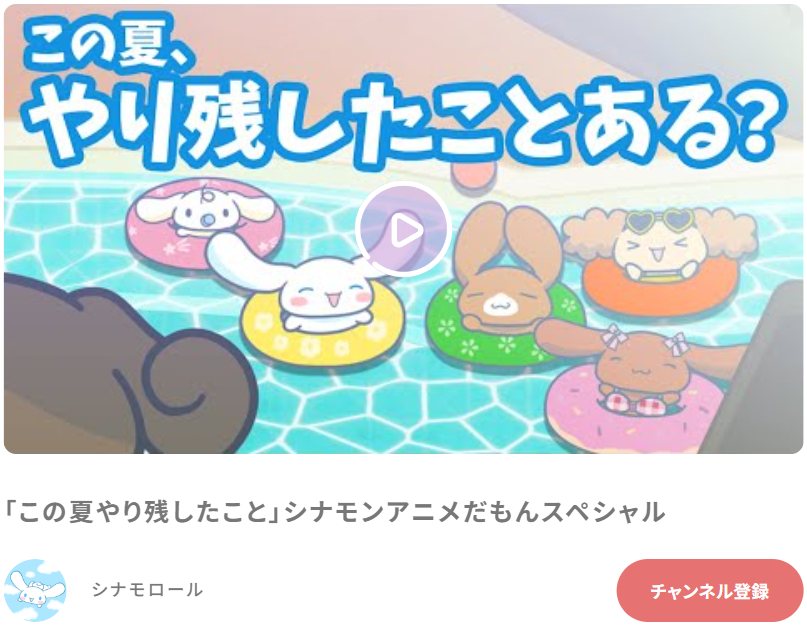 この夏、
やり残したことある?
「この夏やり残したこと」シナモンアニメだもんスペシャル
シナモロール
チャンネル登録